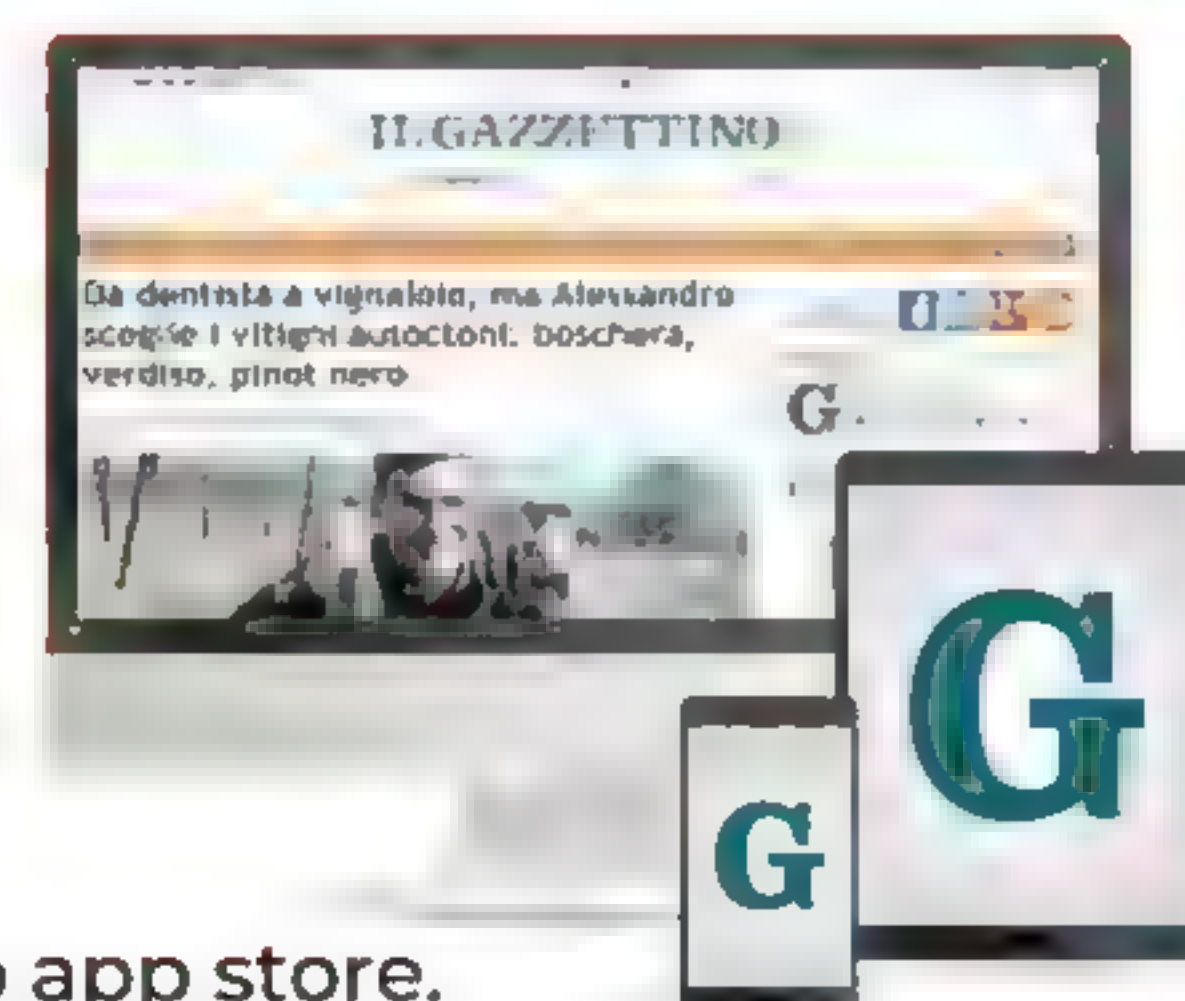 IL GAZZETTINO
Da dentista a vignaiolo, ma Alessandro
sceglie i vitigni autoctoni: boschera,
verdiso, pinot nero
G
G
G
app store.